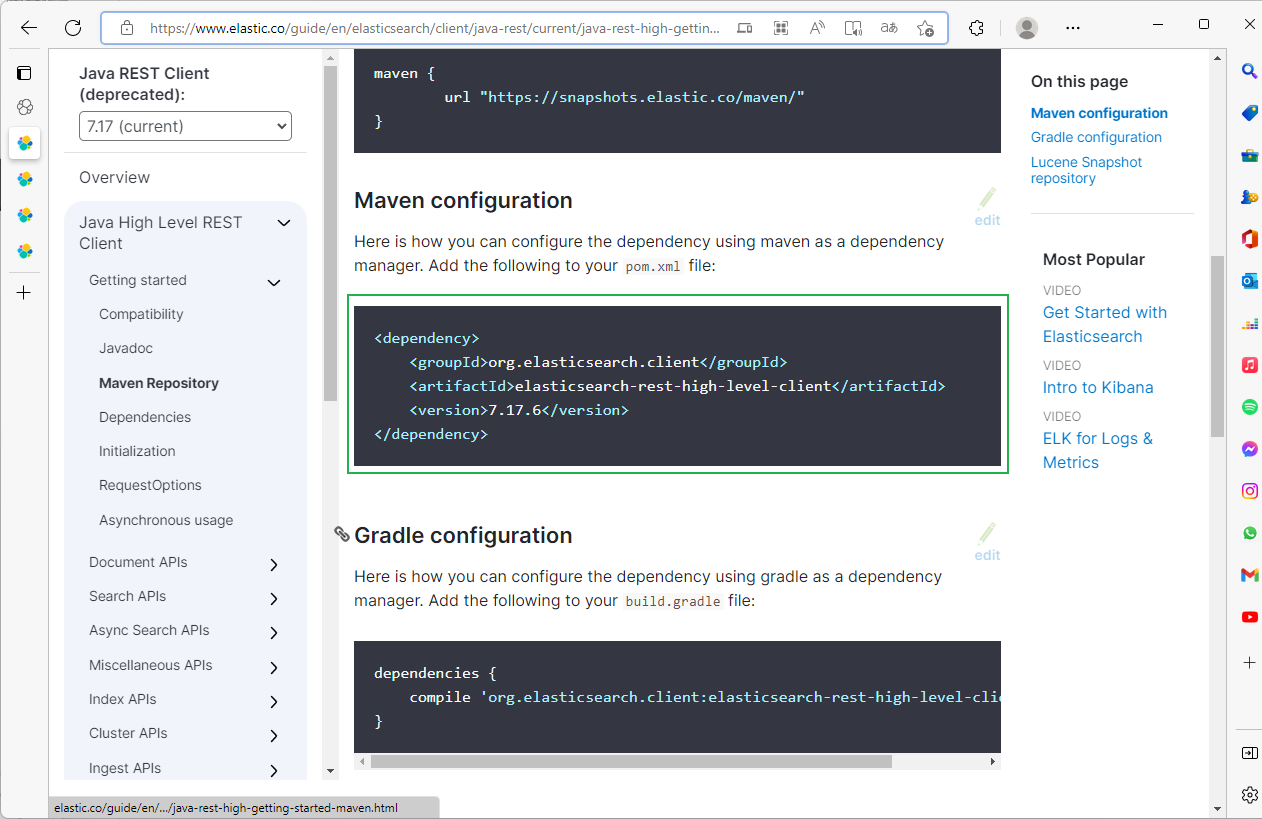 https://www.elastic.co/guide/en/elasticsearch/client/java-rest/current/java-rest-high-gettin...
Java REST Client
(deprecated):
7.17 (current)
Overview
Java High Level REST
Client
Getting started
Compatibility
Javadoc
Maven Repository
Dependencies
Initialization
RequestOptions
Asynchronous usage
Document APIs
Search APIs
Async Search APIs
Miscellaneous APIs
Index APIs
Cluster APIs
Ingest APIs
maven {
url "https://snapshots.elastic.co/maven/"
}
Maven configuration
edit
Here is how you can configure the dependency using maven as a dependency
manager. Add the following to your pom.xml file:
<dependency>
<groupId>org.elasticsearch.client</groupId>
<artifactId>elasticsearch-rest-high-level-client</artifactId>
<version>7.17.6</version>
</dependency>
Gradle configuration
edit
Here is how you can configure the dependency using gradle as a dependency
manager. Add the following to your build.gradle file:
dependencies {
compile 'org.elasticsearch.client:elasticsearch-rest-high-level-clie
}
On this page
Maven configuration
Gradle configuration
Lucene Snapshot
repository
Most Popular
VIDEO
Get Started with
Elasticsearch
VIDEO
Intro to Kibana
VIDEO
ELK for Logs &
Metrics
elastic.co/guide/en/.../java-rest-high-getting-started-maven.html